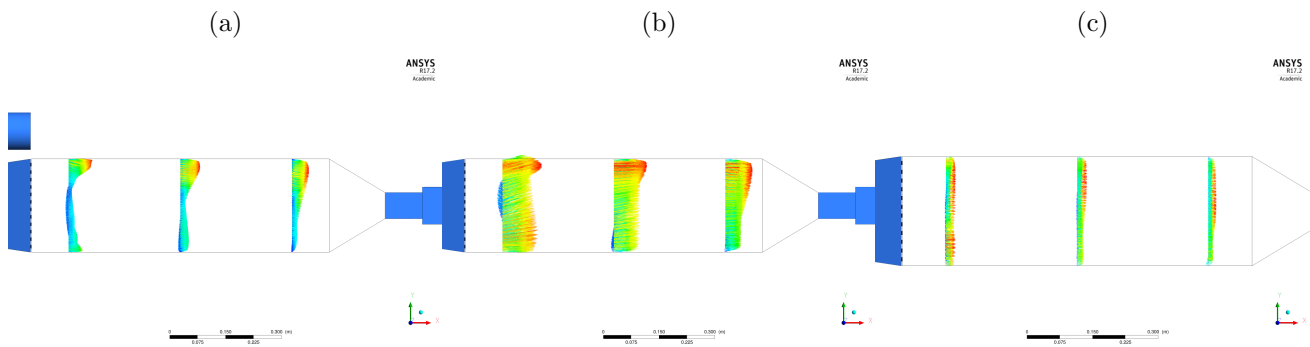 (a) (b) (c)
ANSYS ANSYS ANSYS
R17.2 R17.2 R17.2
Academic Academic Academic
Y Y Y
X X X
0 0.150 0.300 (m) 0 0.150 0.300 (m) 0 0.150 0.300 (m)
0.075 0.225 0.075 0.225 0.075 0.225